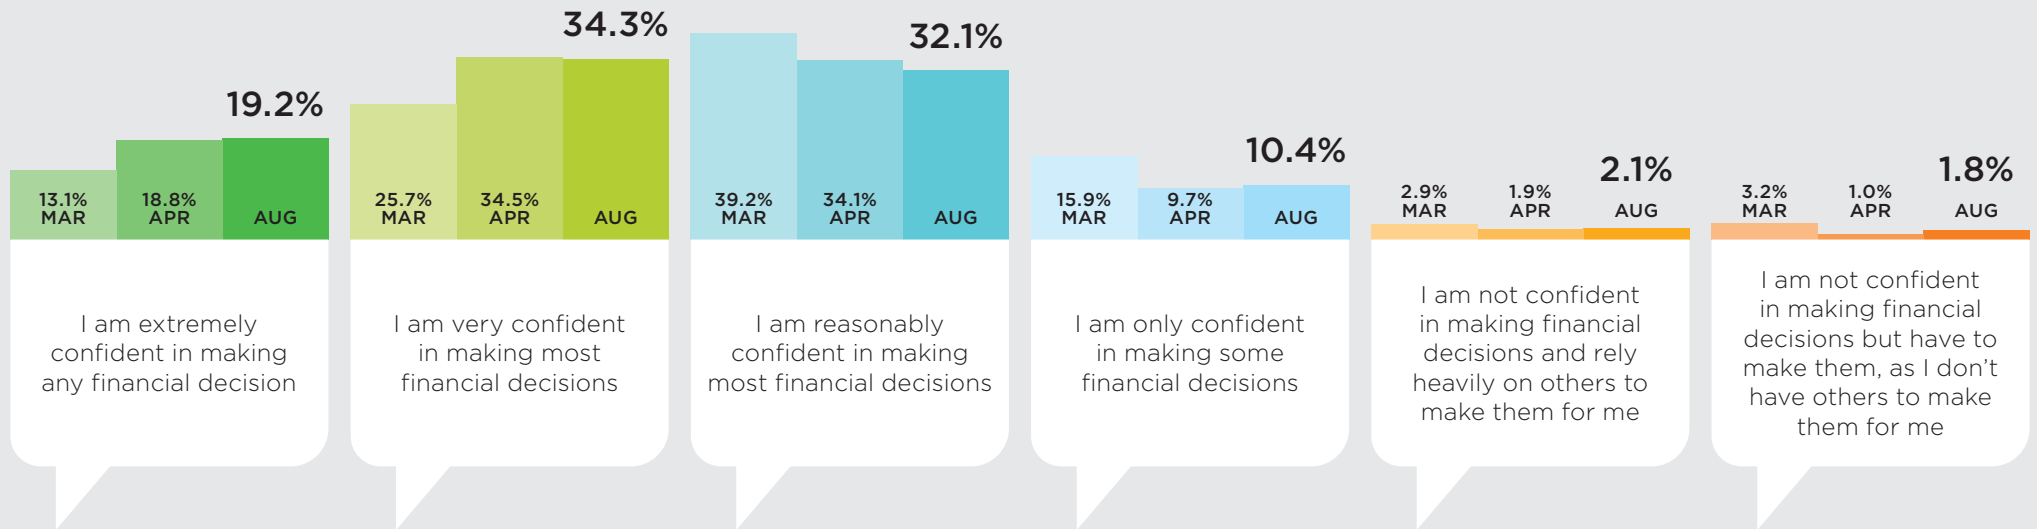 19.2%
13.1%
MAR
18.8%
APR
AUG
I am extremely
confident in making
any financial decision
34.3%
25.7%
MAR
34.5%
APR
AUG
I am very confident
in making most
financial decisions
32.1%
39.2%
MAR
34.1%
APR
AUG
I am reasonably
confident in making
most financial decisions
10.4%
15.9%
MAR
9.7%
APR
AUG
I am only confident
in making some
financial decisions
2.1%
2.9%
MAR
1.9%
APR
AUG
I am not confident
in making financial
decisions and rely
heavily on others to
make them for me
1.8%
3.2%
MAR
1.0%
APR
AUG
I am not confident
in making financial
decisions but have to
make them, as I don’t
have others to make
them for me